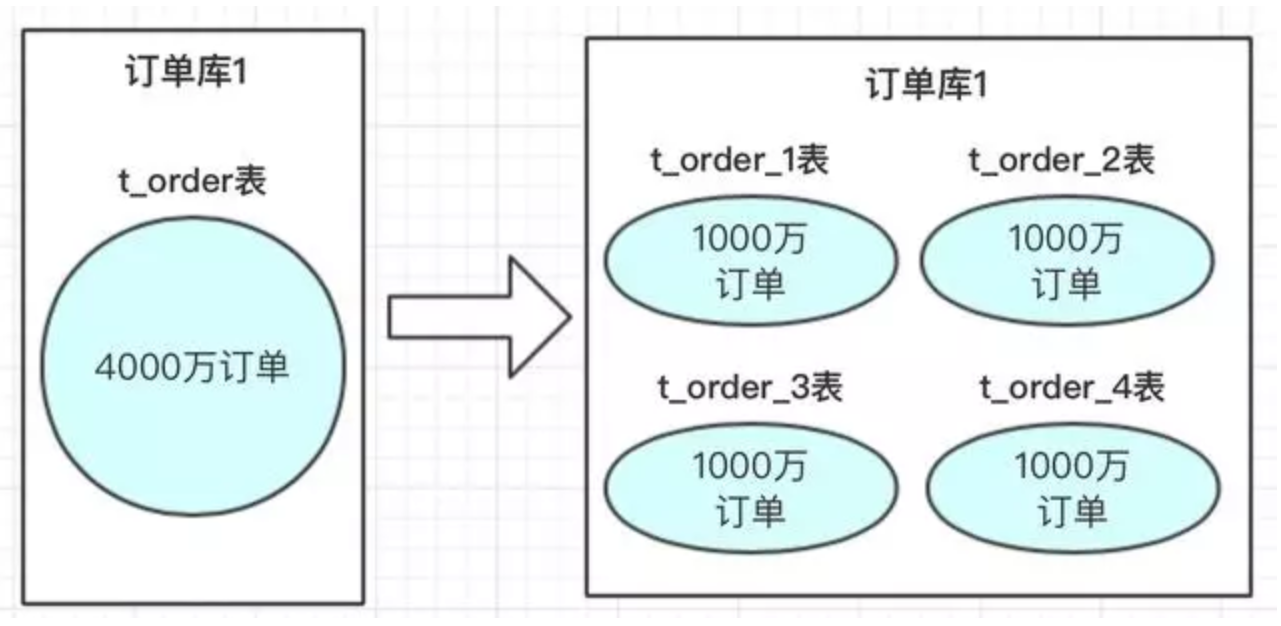 订单库1
t_order表
4000万订单
订单库1
t_order_1表
1000万
订单
t_order_2表
1000万
订单
t_order_3表
1000万
订单
t_order_4表
1000万
订单